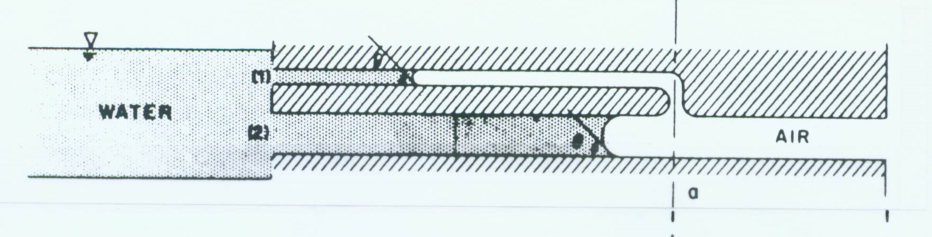 (1)
WATER
(2)
θ
AIR
a